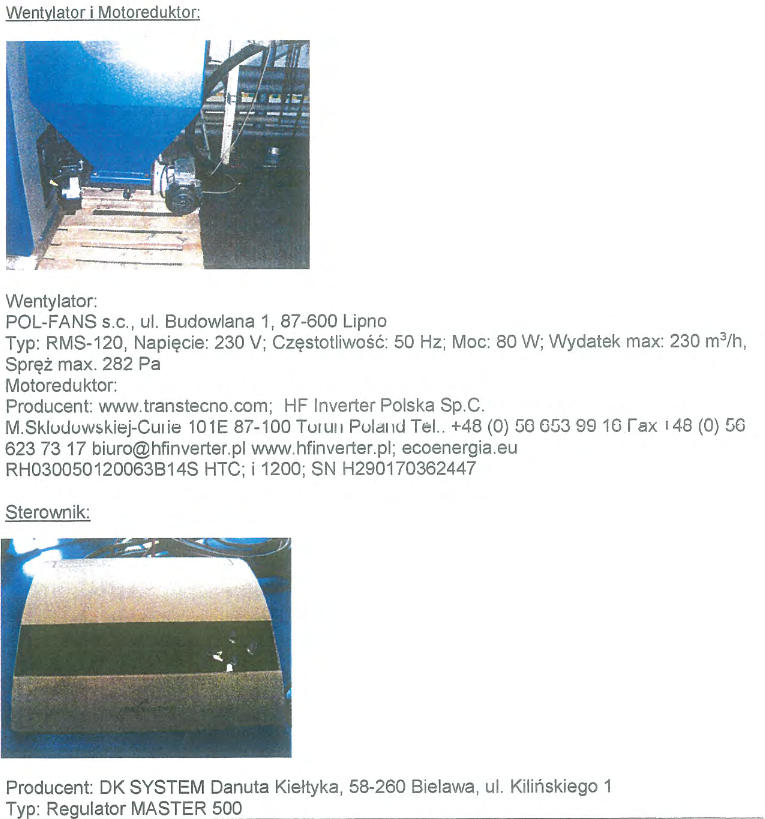 Wentylator i Motoreduktor:
Wentylator:
POL-FANS s.c., ul. Budowlana 1, 87-600 Lipno
Typ: RMS-120, Napięcie: 230 V; Częstotliwość: 50 Hz; Moc: 80 W; Wydatek max: 230 m³/h,
Spręż max. 282 Pa
Motoreduktor:
Producent: www.transtecno.com; HF Inverter Polska Sp.C.
M.Skłodowskiej-Curie 101E 87-100 Toruń Poland Tel.. +48 (0) 56 653 99 16 Fax +48 (0) 56
623 73 17 biuro@hfinverter.pl www.hfinverter.pl; ecoenergia.eu
RH030050120063B14S HTC; i 1200; SN H290170362447
Sterownik:
Producent: DK SYSTEM Danuta Kiełtyka, 58-260 Bielawa, ul. Kilińskiego 1
Typ: Regulator MASTER 500